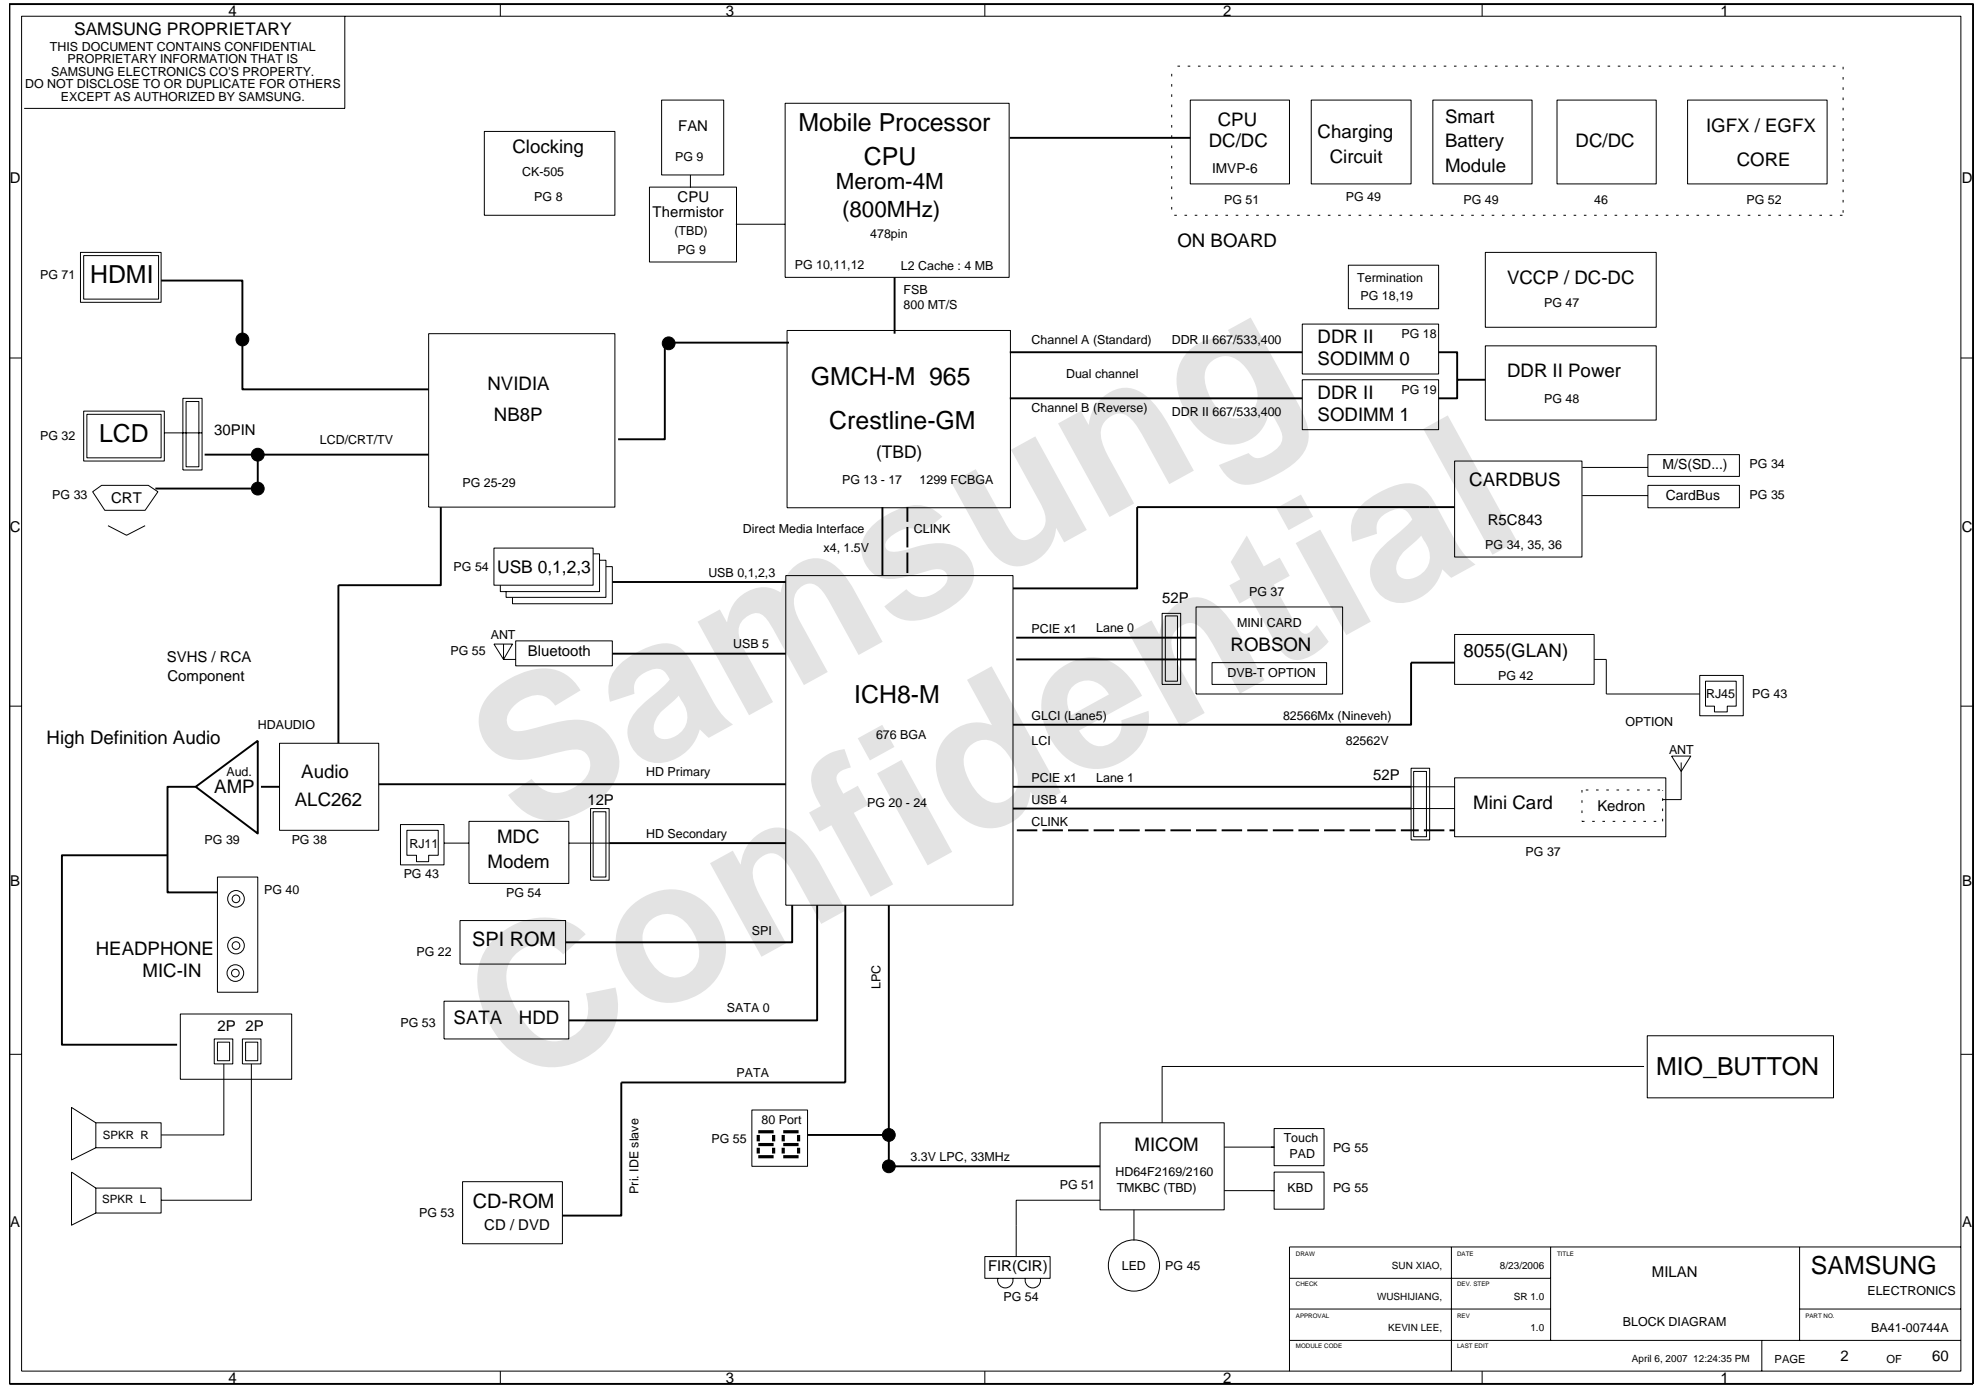 4
3
2
1
SAMSUNG PROPRIETARY
THIS DOCUMENT CONTAINS CONFIDENTIAL
PROPRIETARY INFORMATION THAT IS
SAMSUNG ELECTRONICS CO'S PROPERTY.
DO NOT DISCLOSE TO OR DUPLICATE FOR OTHERS
EXCEPT AS AUTHORIZED BY SAMSUNG.
D
D
Clocking
CK-505
PG 8
FAN
PG 9
CPU
Thermistor
(TBD)
PG 9
Mobile Processor
CPU
Merom-4M
(800MHz)
478pin
PG 10,11,12 L2 Cache : 4 MB
FSB
800 MT/S
CPU
DC/DC
IMVP-6
PG 51
Charging
Circuit
PG 49
Smart
Battery
Module
PG 49
DC/DC
46
IGFX / EGFX
CORE
PG 52
ON BOARD
Termination
PG 18,19
VCCP / DC-DC
PG 47
PG 71
HDMI
NVIDIA
NB8P
PG 25-29
GMCH-M 965
Crestline-GM
(TBD)
PG 13 - 17 1299 FCBGA
Channel A (Standard) DDR II 667/533,400
Dual channel
Channel B (Reverse) DDR II 667/533,400
DDR II PG 18
SODIMM 0
DDR II PG 19
SODIMM 1
DDR II Power
PG 48
PG 32
LCD
30PIN
LCD/CRT/TV
PG 33
CRT
C
C
CARDBUS
R5C843
PG 34, 35, 36
M/S(SD...) PG 34
CardBus PG 35
Direct Media Interface
x4, 1.5V
CLINK
PG 54
USB 0,1,2,3
USB 0,1,2,3
ANT
PG 55
Bluetooth
USB 5
ICH8-M
676 BGA
PG 20 - 24
52P
PG 37
PCIE x1 Lane 0
MINI CARD
ROBSON
DVB-T OPTION
8055(GLAN)
PG 42
RJ45 PG 43
GLCI (Lane5) 82566Mx (Nineveh)
LCI 82562V
OPTION
SVHS / RCA
Component
HDAUDIO
High Definition Audio
Aud.
AMP
PG 39
Audio
ALC262
PG 38
HD Primary
PCIE x1 Lane 1
USB 4
CLINK
52P
Mini Card
Kedron
ANT
PG 37
RJ11
PG 43
MDC
Modem
PG 54
12P
HD Secondary
B
B
PG 40
HEADPHONE
MIC-IN
PG 22
SPI ROM
SPI
LPC
PG 53
SATA HDD
SATA 0
2P 2P
PATA
Pri. IDE slave
SPKR R
SPKR L
PG 55
80 Port
88
3.3V LPC, 33MHz
PG 53
CD-ROM
CD / DVD
MIO_BUTTON
MICOM
HD64F2169/2160
TMKBC (TBD)
PG 51
Touch
PAD
PG 55
KBD
PG 55
A
A
FIR(CIR)
PG 54
LED
PG 45
DRAW
SUN XIAO,
DATE
8/23/2006
TITLE
MILAN
BLOCK DIAGRAM
SAMSUNG
ELECTRONICS
CHECK
WUSHIJIANG,
DEV. STEP
SR 1.0
APPROVAL
KEVIN LEE,
REV
1.0
PART NO.
BA41-00744A
MODULE CODE
LAST EDIT
April 6, 2007 12:24:35 PM
PAGE 2 OF 60
4
3
2
1
Samsung
Confidential